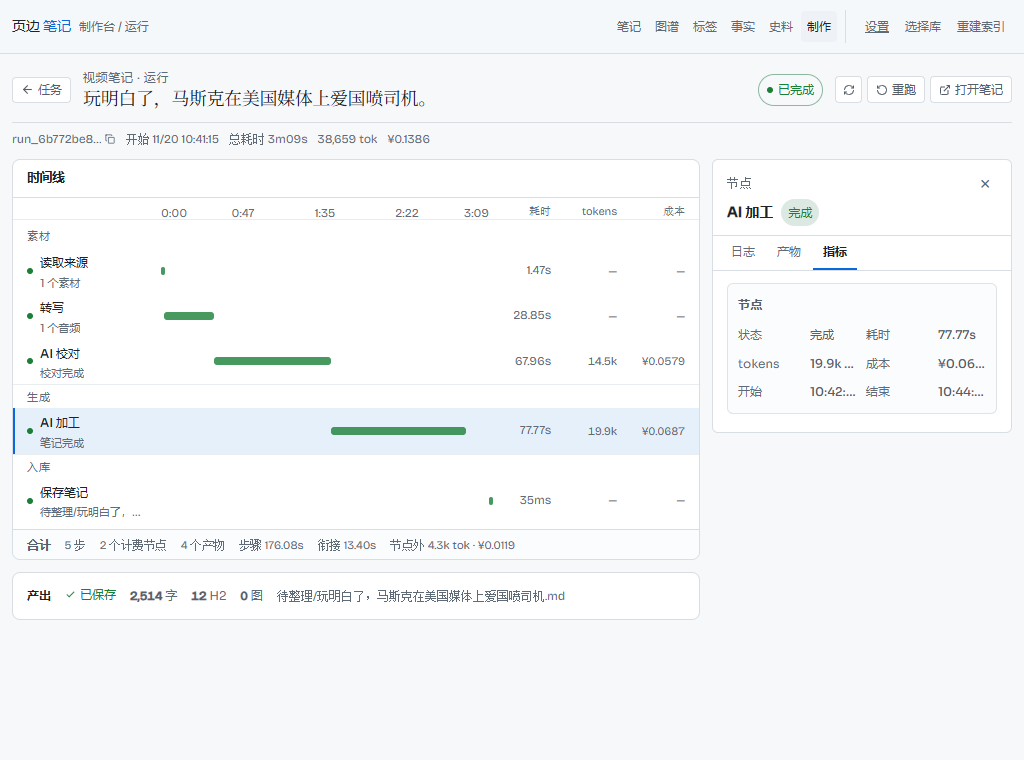 页边 笔记 制作台 / 运行 笔记 图谱 标签 事实 史料 制作 设置 选择库 重建索引
← 任务
视频笔记 · 运行
玩明白了，马斯克在美国媒体上爱国喷司机。
已完成 重跑 打开笔记
run_6b772be8... 开始 11/20 10:41:15 总耗时 3m09s 38,659 tok ¥0.1386
时间线
0:00 0:47 1:35 2:22 3:09 耗时 tokens 成本
素材
读取来源
1 个素材
1.47s — —
转写
1 个音频
28.85s — —
AI 校对
校对完成
67.96s 14.5k ¥0.0579
生成
AI 加工
笔记完成
77.77s 19.9k ¥0.0687
入库
保存笔记
待整理/玩明白了，...
35ms — —
合计 5 步 2 个计费节点 4 个产物 步骤 176.08s 衔接 13.40s 节点外 4.3k tok · ¥0.0119
产出 已保存 2,514 字 12 H2 0 图 待整理/玩明白了，马斯克在美国媒体上爱国喷司机.md
节点
AI 加工 完成
日志 产物 指标
节点
状态 完成 耗时 77.77s
tokens 19.9k ... 成本 ¥0.06...
开始 10:42:... 结束 10:44:...